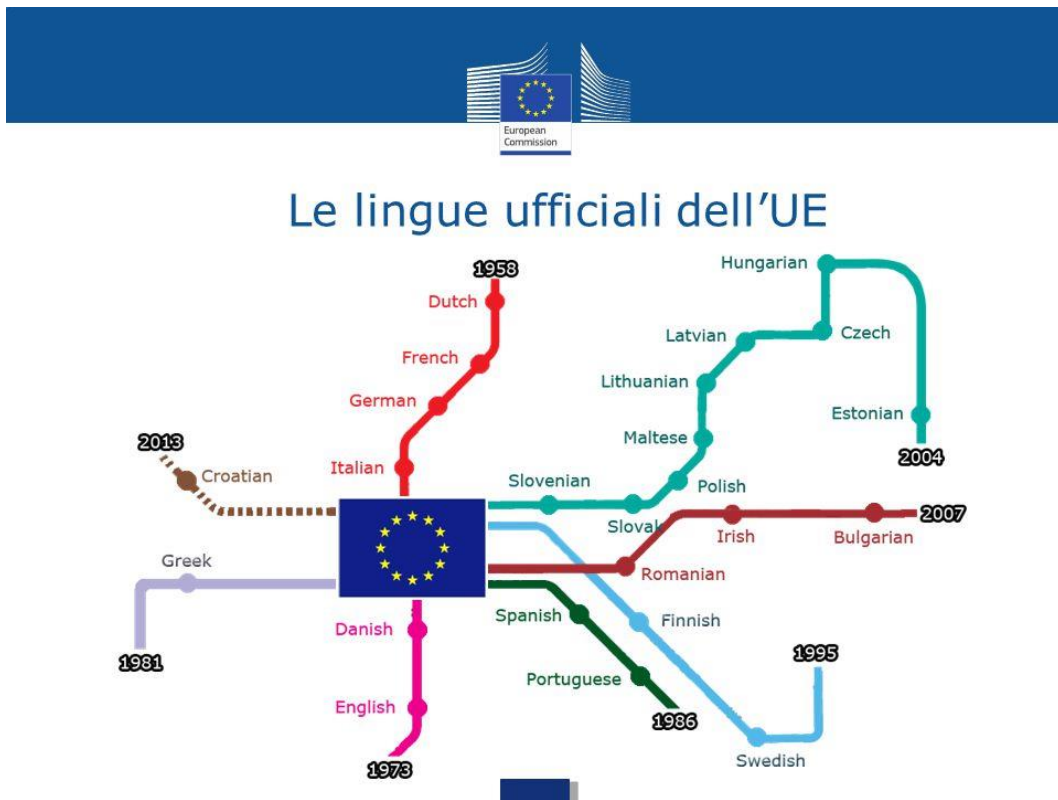 European
Commission
Le lingue ufficiali dell'UE
1958
Dutch
French
German
Italian
Hungarian
Latvian
Czech
Lithuanian
Maltese
Estonian
2004
Polish
Slovenian
Slovak
2013
Croatian
2007
Irish
Bulgarian
Romanian
Greek
1981
Danish
English
1973
Spanish
Portuguese
1986
Finnish
1995
Swedish